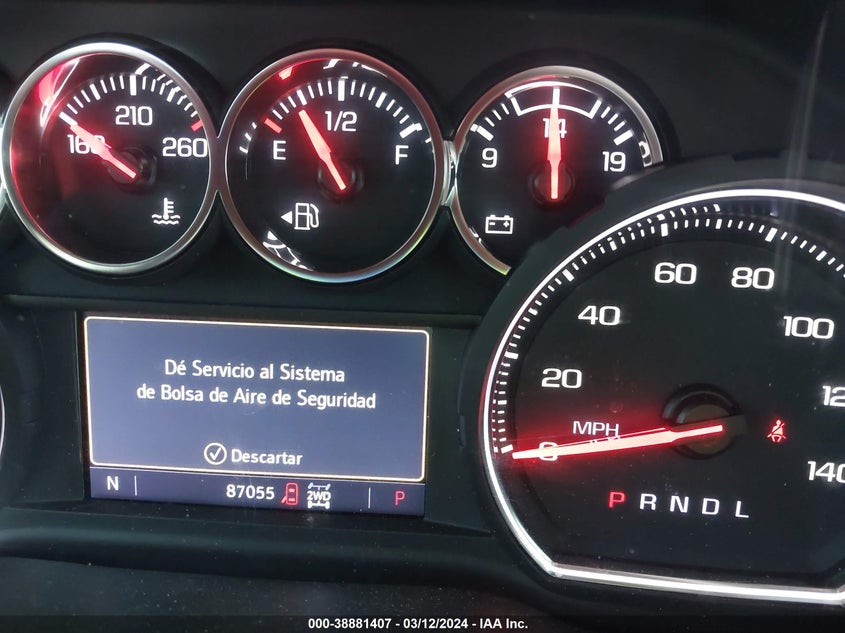 160 210 260
E 1/2 F
9 14 19
Dé Servicio al Sistema
de Bolsa de Aire de Seguridad
Descartar
N 87055 2WD P
0 20 40 60 80 100 140
MPH
P R N D L
000-38881407 - 03/12/2024 - IAA Inc.